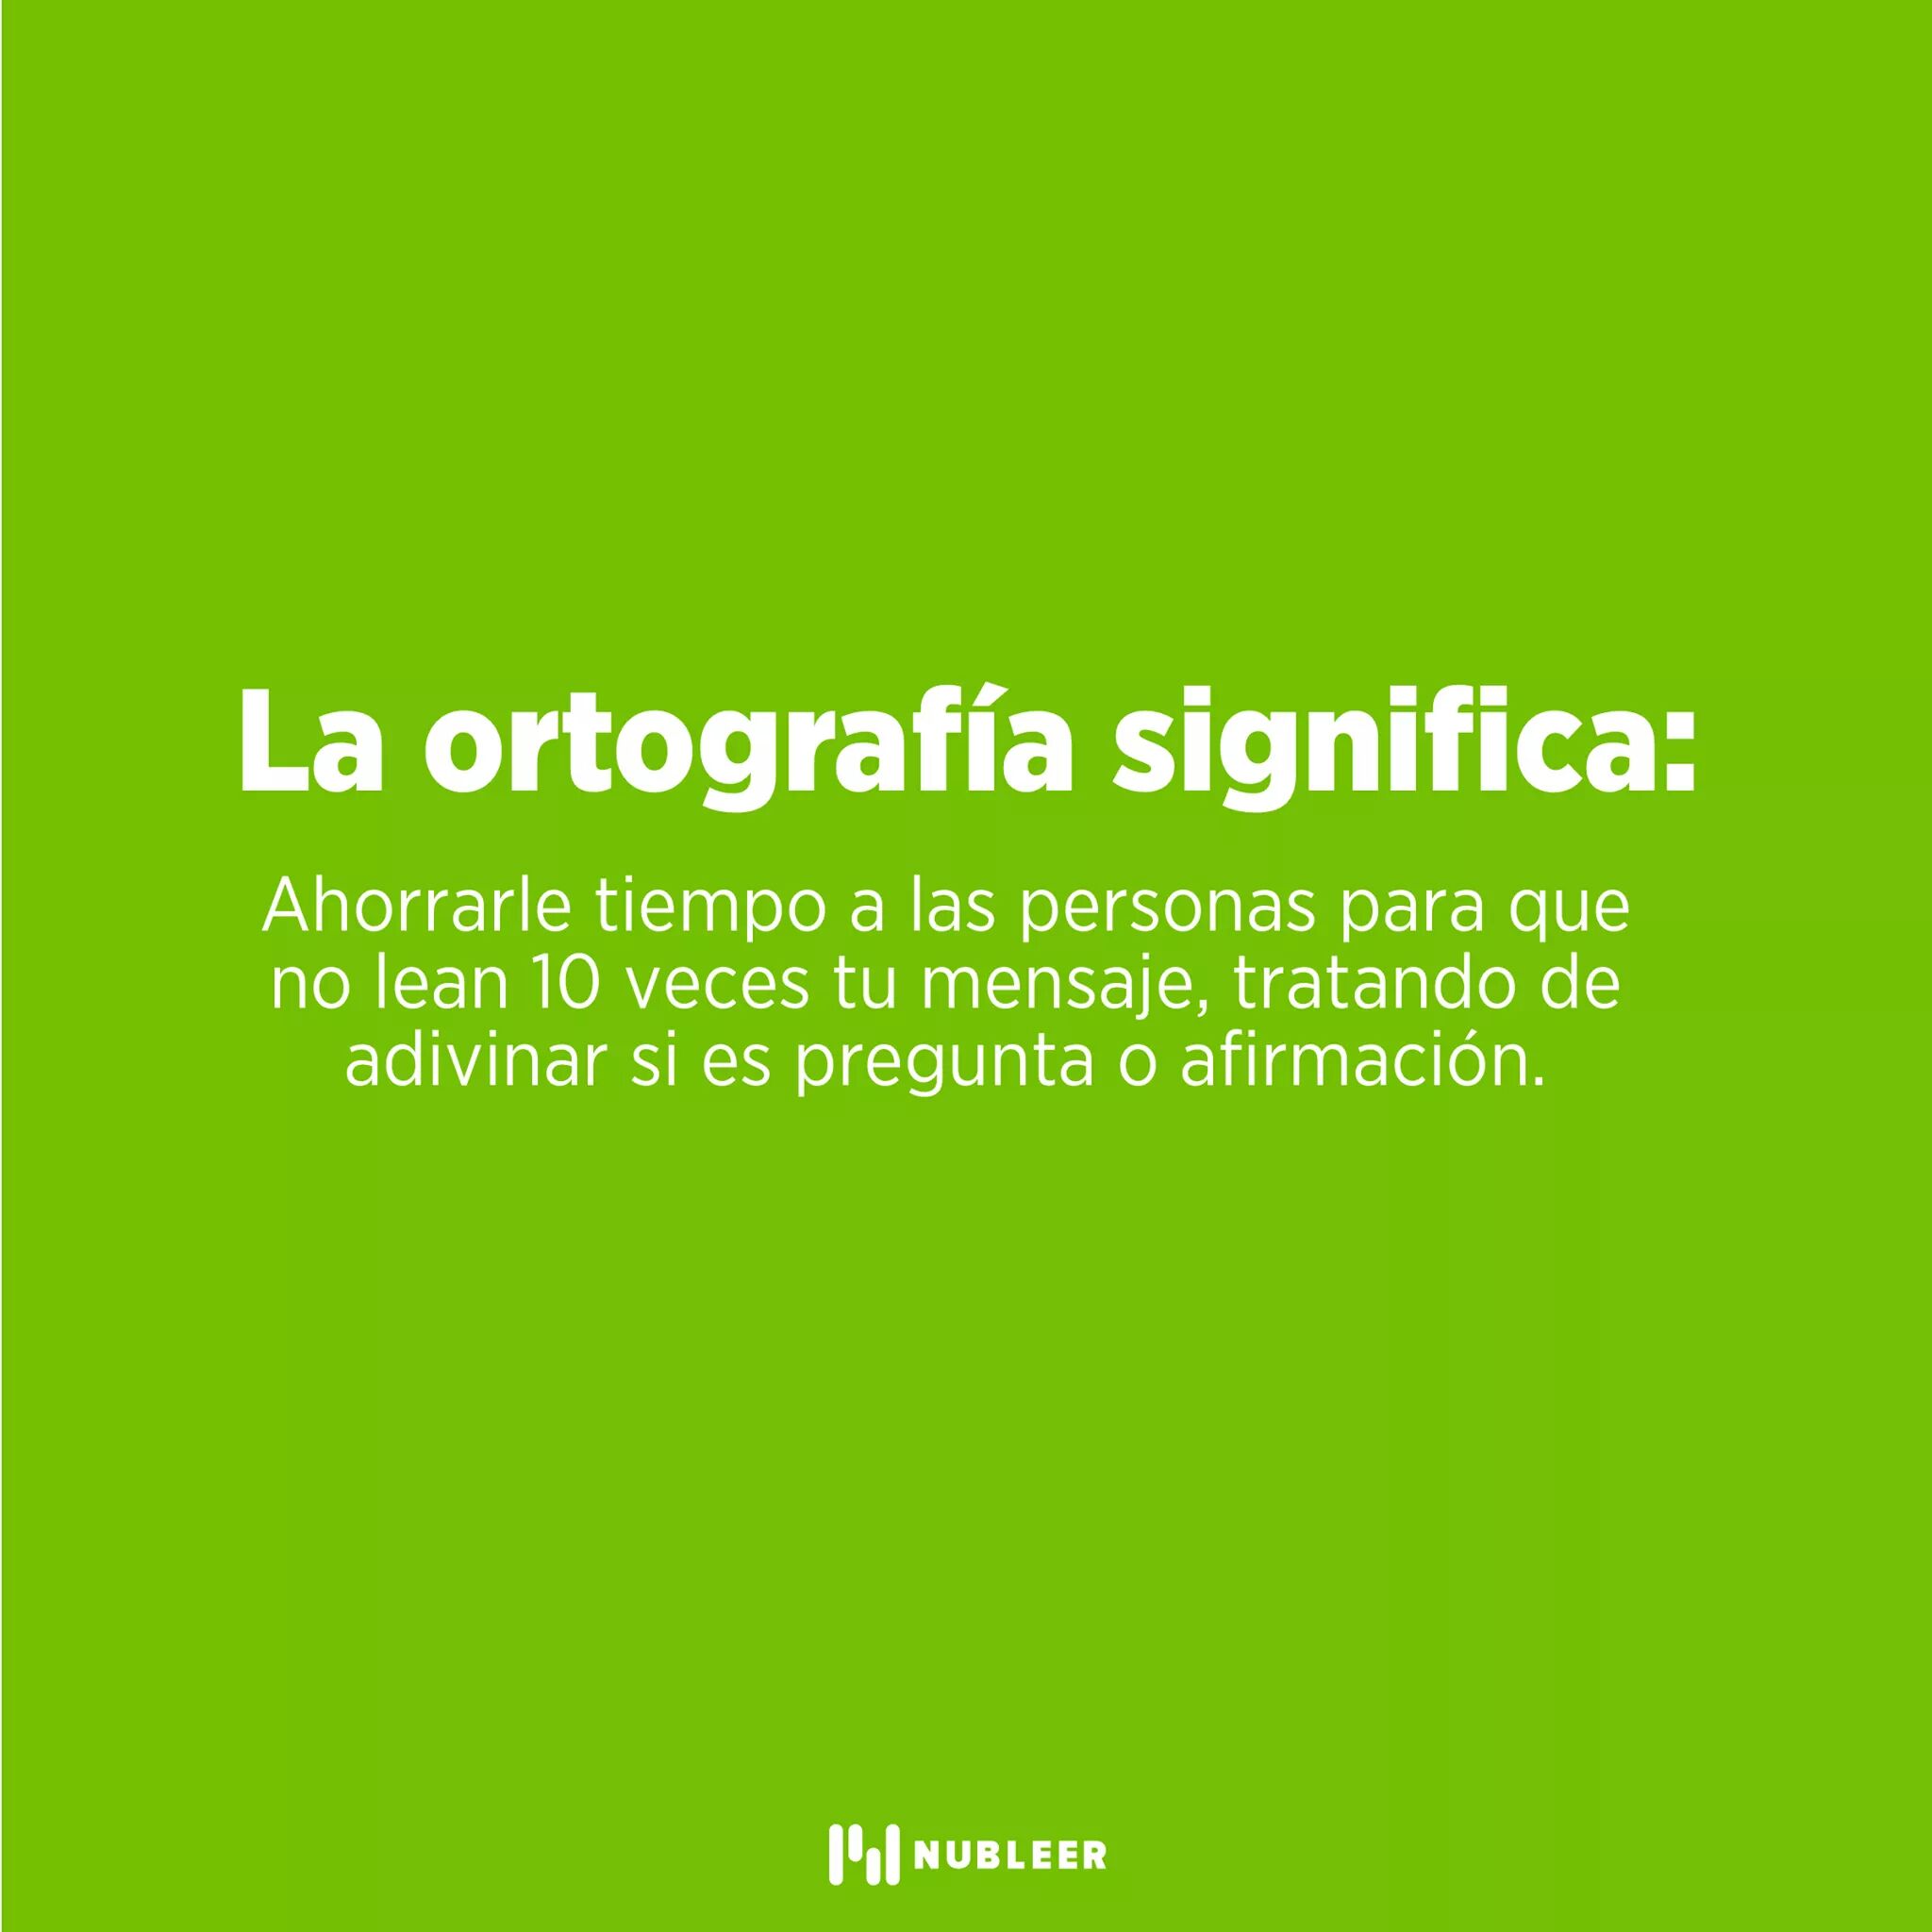 La ortografía significa:
Ahorrarle tiempo a las personas para que
no lean 10 veces tu mensaje, tratando de
adivinar si es pregunta o afirmación.
NUBLEER